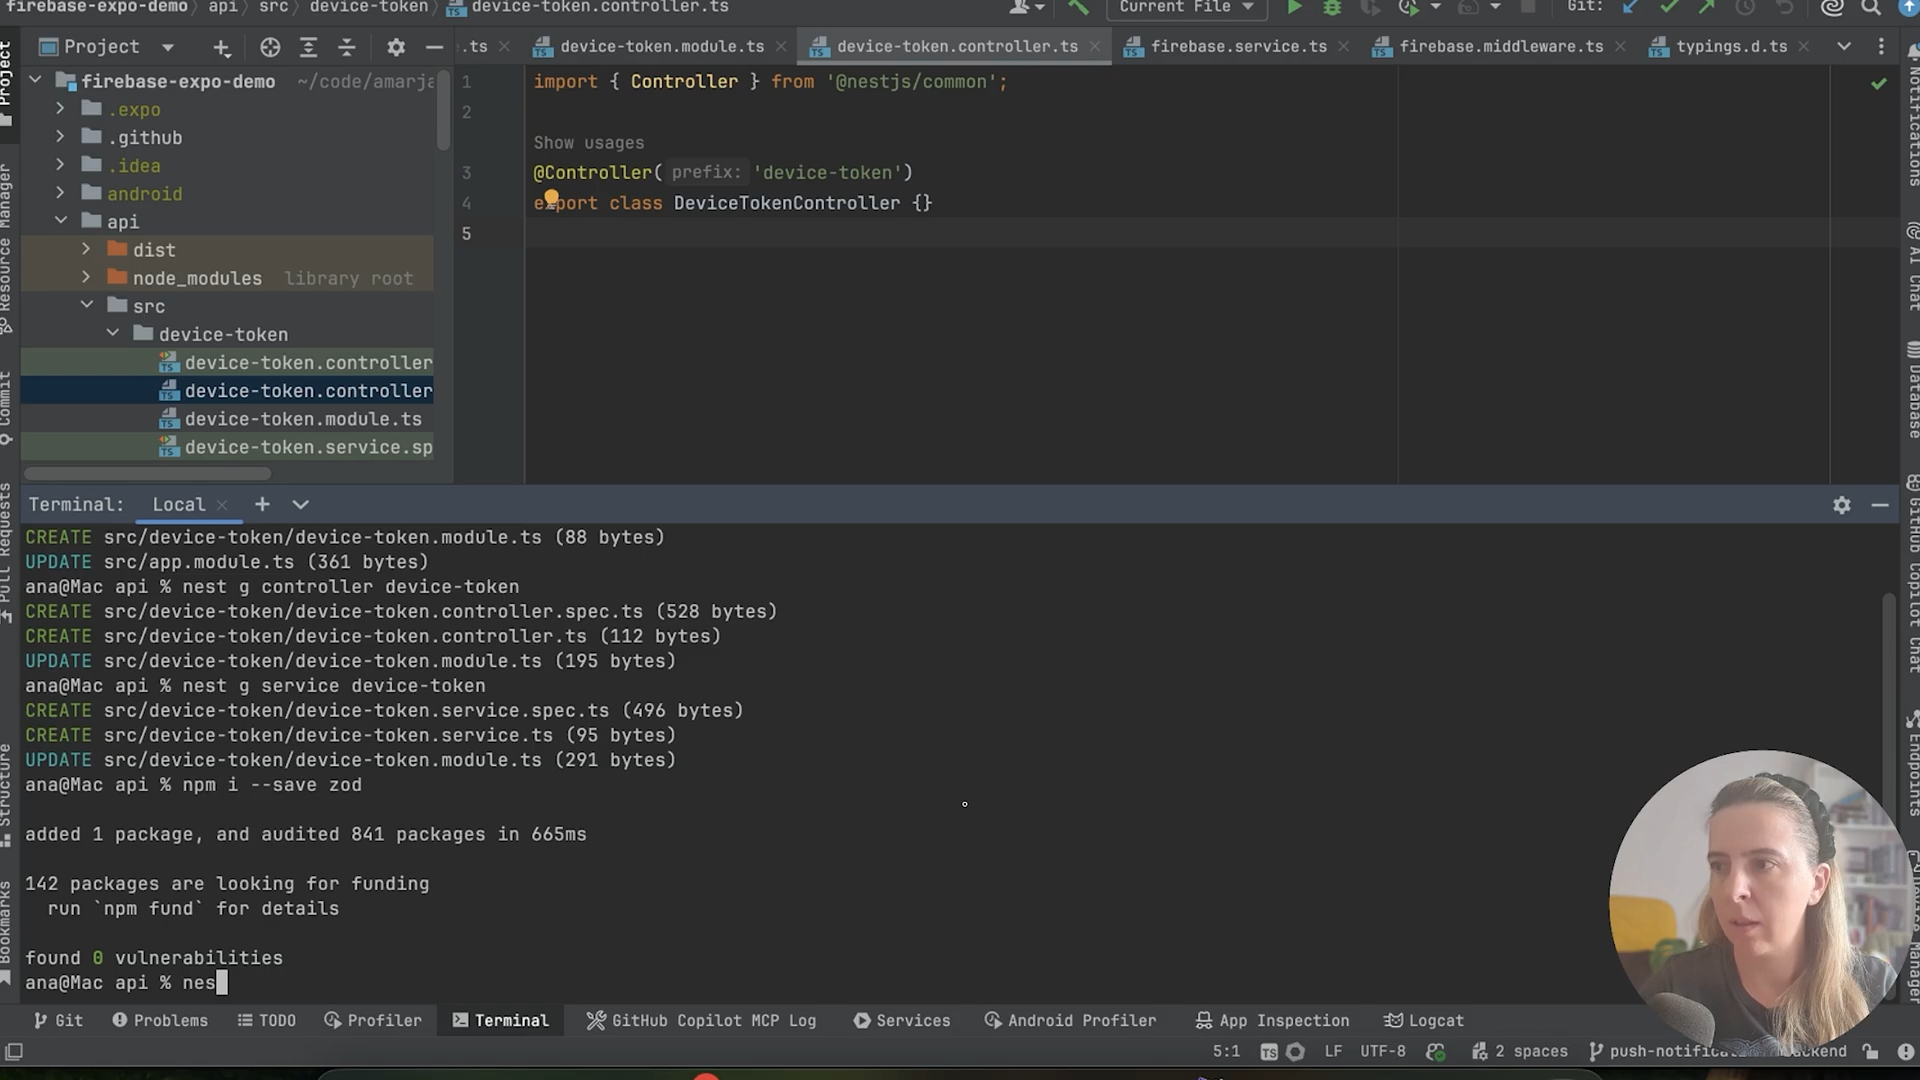 firebase-expo-demo › api › src › device-token › device-token.controller.ts
Current File
Git:
Project
.ts
device-token.module.ts
device-token.controller.ts
firebase.service.ts
firebase.middleware.ts
typings.d.ts
firebase-expo-demo ~/code/amarja
.expo
.github
.idea
android
api
dist
node_modules library root
src
device-token
device-token.controller
device-token.controller
device-token.module.ts
device-token.service.sp
1 import { Controller } from '@nestjs/common';
2
Show usages
3 @Controller( prefix: 'device-token')
4 export class DeviceTokenController {}
5
Project
Resource Manager
Commit
Pull Requests
Structure
Bookmarks
Notifications
AI Chat
Database
GitHub Copilot Chat
Endpoints
Terminal: Local
CREATE src/device-token/device-token.module.ts (88 bytes)
UPDATE src/app.module.ts (361 bytes)
ana@Mac api % nest g controller device-token
CREATE src/device-token/device-token.controller.spec.ts (528 bytes)
CREATE src/device-token/device-token.controller.ts (112 bytes)
UPDATE src/device-token/device-token.module.ts (195 bytes)
ana@Mac api % nest g service device-token
CREATE src/device-token/device-token.service.spec.ts (496 bytes)
CREATE src/device-token/device-token.service.ts (95 bytes)
UPDATE src/device-token/device-token.module.ts (291 bytes)
ana@Mac api % npm i --save zod
added 1 package, and audited 841 packages in 665ms
142 packages are looking for funding
run `npm fund` for details
found 0 vulnerabilities
ana@Mac api % nes
Git
Problems
TODO
Profiler
Terminal
GitHub Copilot MCP Log
Services
Android Profiler
App Inspection
Logcat
5:1
LF
UTF-8
2 spaces